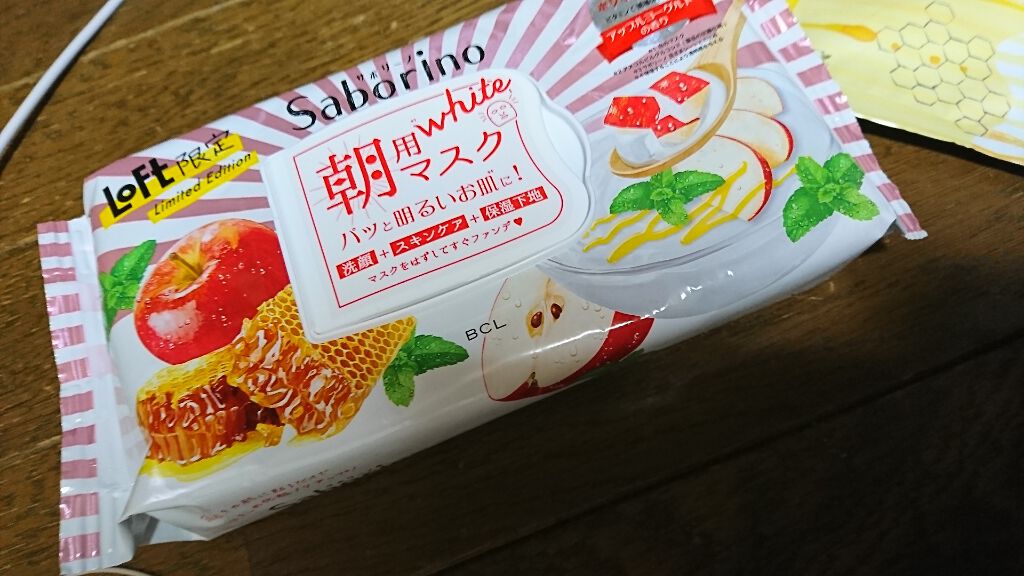 サボリーノ
Saborino
LOFT限定
Limited Edition
朝用white
マスク
パッと明るいお肌に!
洗顔+スキンケア+保湿下地
マスクをはずしてすぐファンデ♥
アップルヨーグルト
の香り
BCL